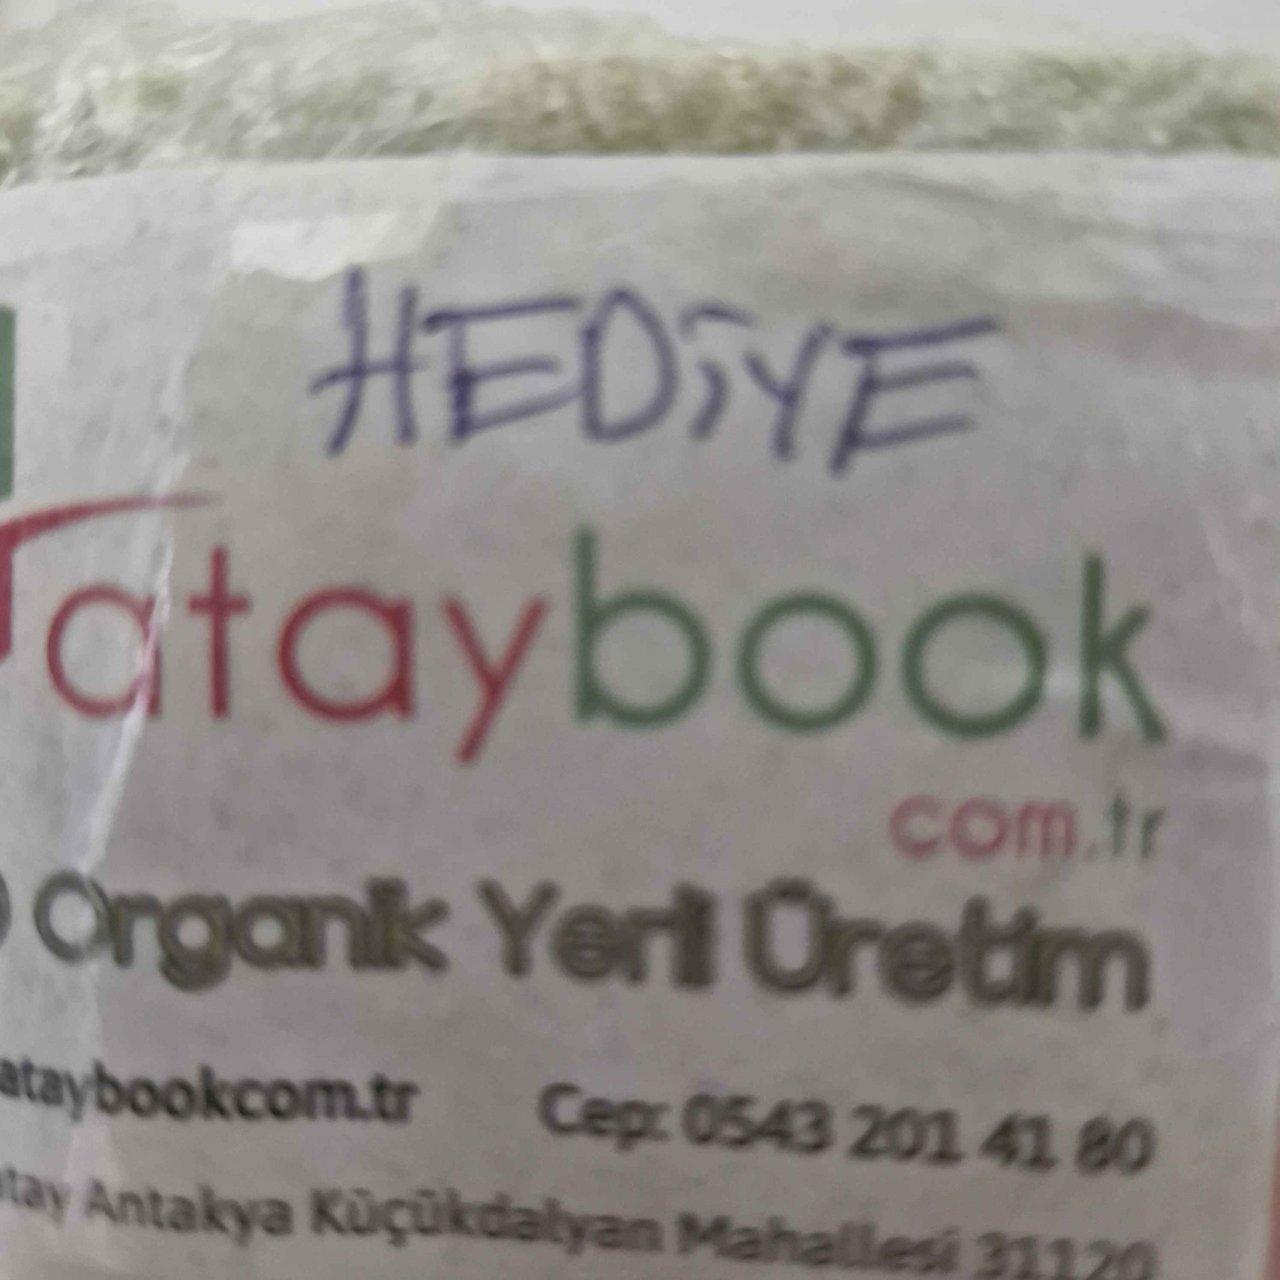 HEDİYE
ataybook
com.tr
Organik Yerli Üretim
ataybookcom.tr Cep: 0543 201 41 80
atay Antakya Küçükdalyan Mahallesi 31120